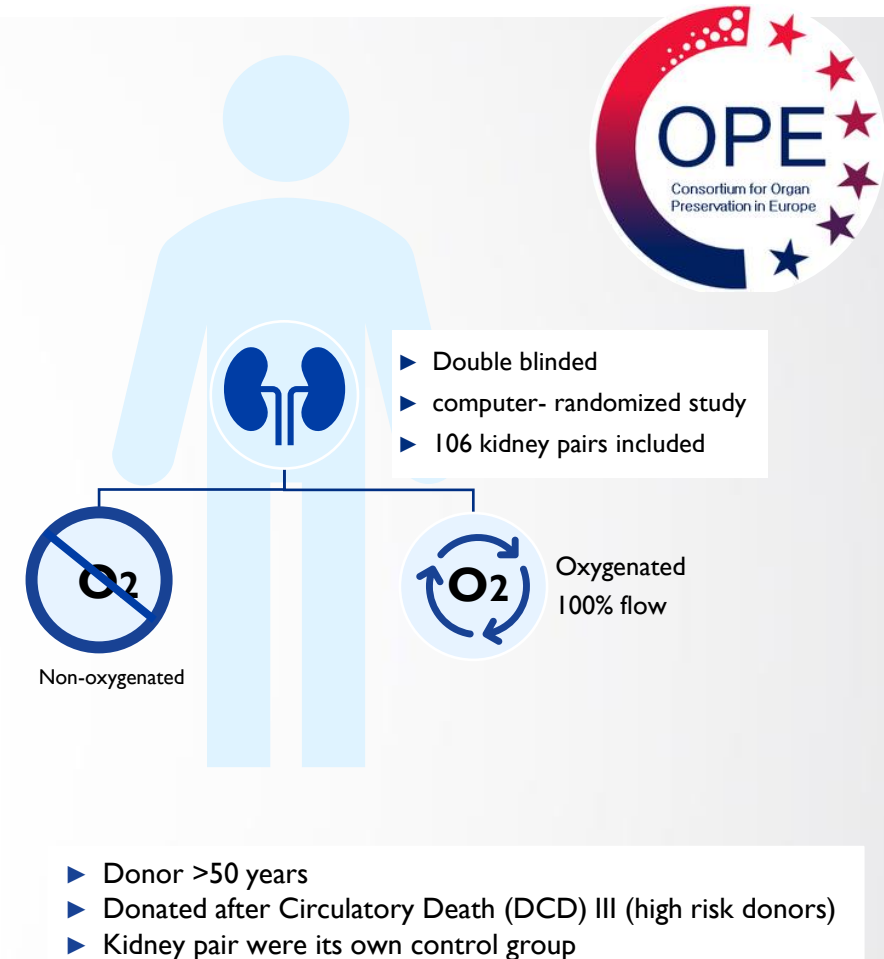 OPE
Consortium for Organ
Preservation in Europe
► Double blinded
► computer- randomized study
► 106 kidney pairs included
O2
Non-oxygenated
O2
Oxygenated
100% flow
► Donor >50 years
► Donated after Circulatory Death (DCD) III (high risk donors)
► Kidney pair were its own control group